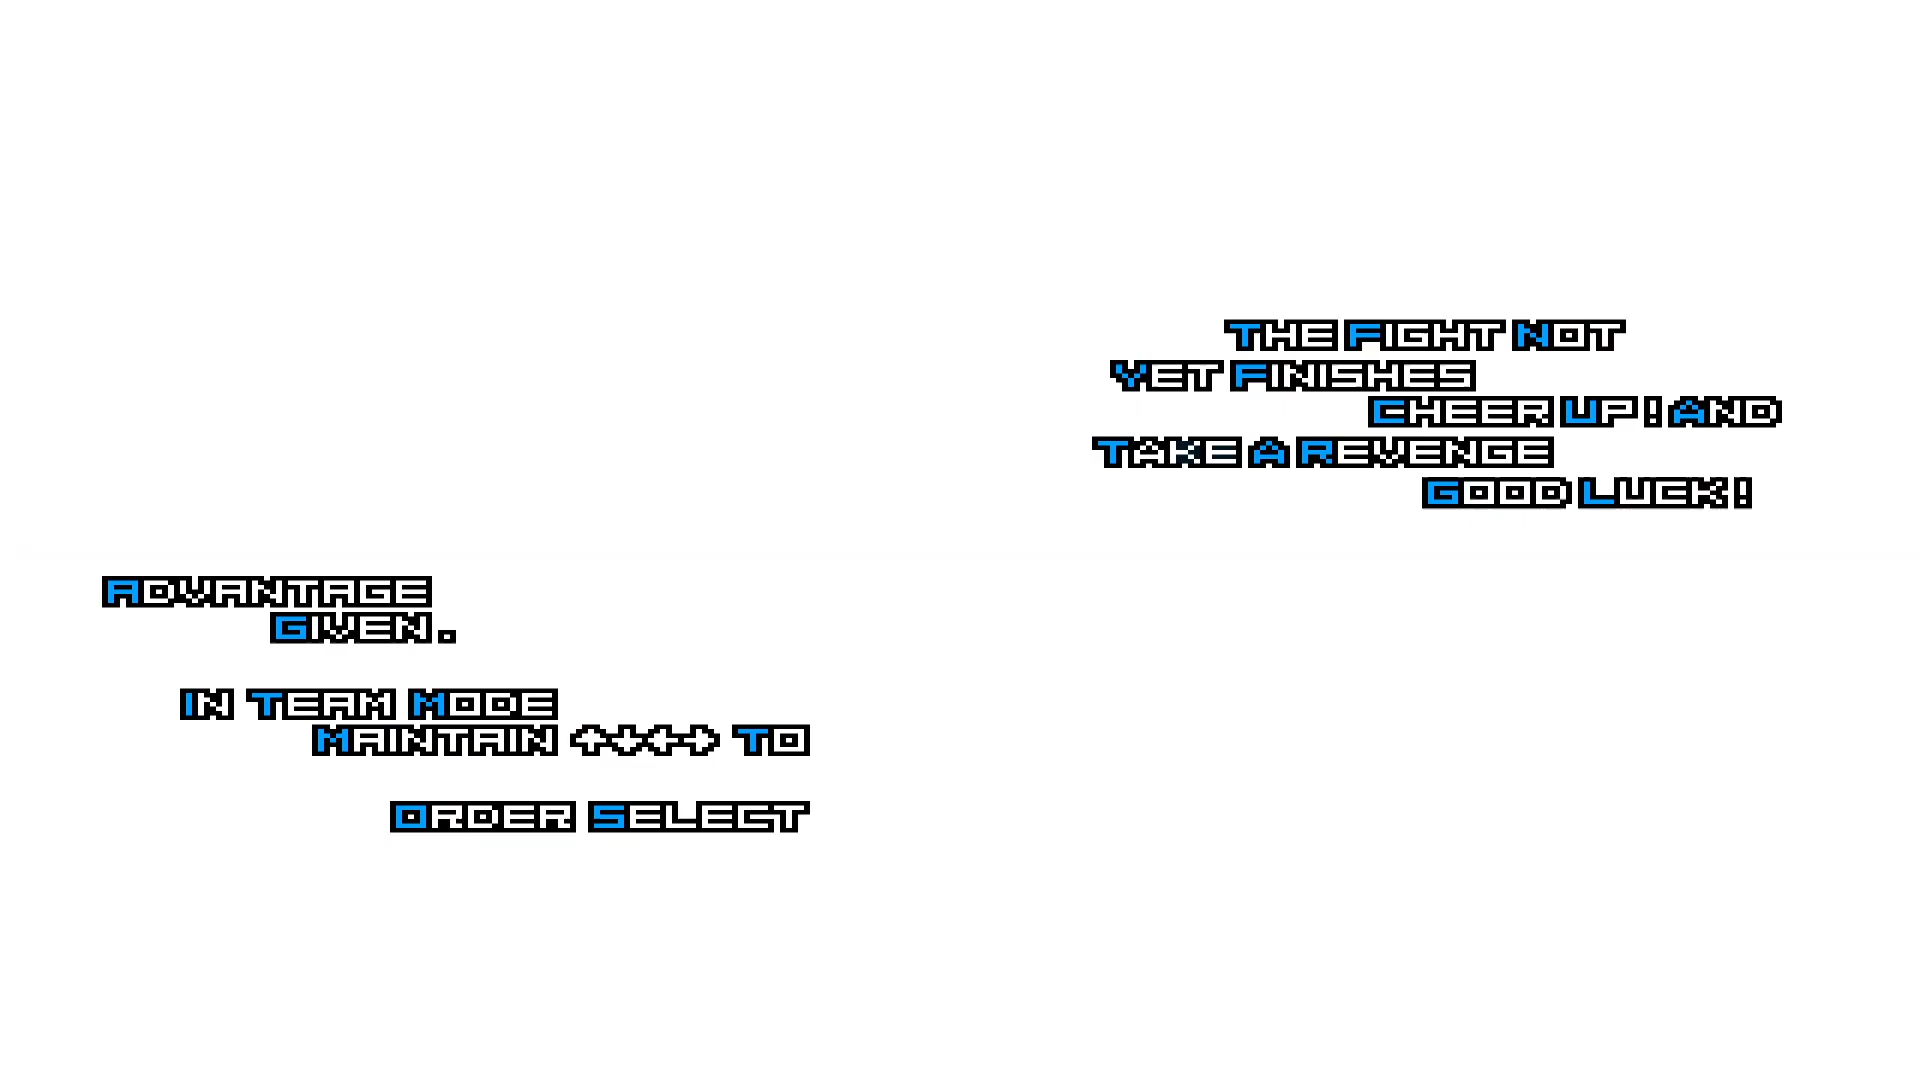 The Fight Not
Yet Finishes
Cheer Up! And
Take A Revenge
Good Luck!
Advantage
Given.
In Team Mode
Maintain ↑↓←→ To
Order Select